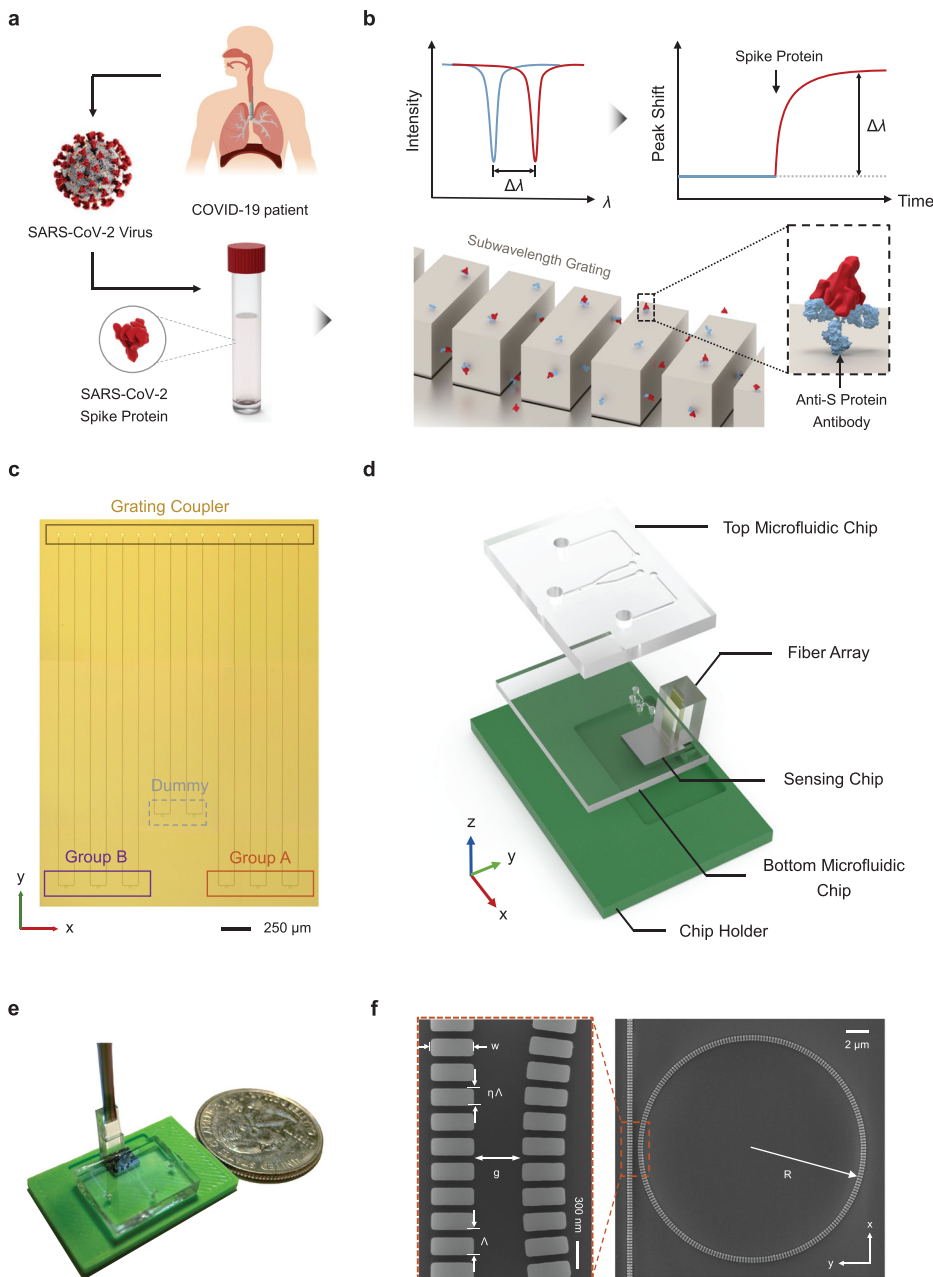 a
COVID-19 patient
SARS-CoV-2 Virus
SARS-CoV-2
Spike Protein
b
Intensity
Δλ
λ
Spike Protein
Peak Shift
Δλ
Time
Subwavelength Grating
Anti-S Protein
Antibody
c
Grating Coupler
Dummy
Group B
Group A
y
x
250 μm
d
Top Microfluidic Chip
Fiber Array
Sensing Chip
Bottom Microfluidic
Chip
Chip Holder
z
y
x
e
f
w
ηΛ
g
Λ
300 nm
2 μm
R
x
y